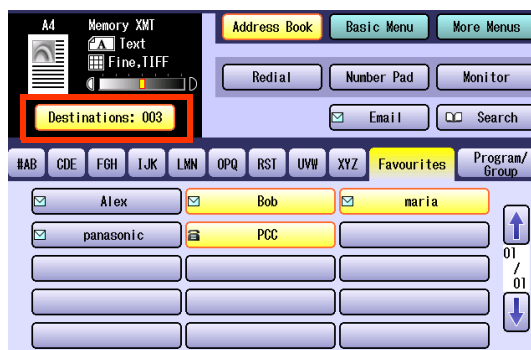 A4 Memory XMT
A Text
Fine,TIFF
D
Destinations: 003
Address Book Basic Menu More Menus
Redial Number Pad Monitor
Email Search
#AB CDE FGH IJK LMN OPQ RST UVW XYZ Favourites Program/
Group
Alex Bob maria
panasonic PCC
01
/
01